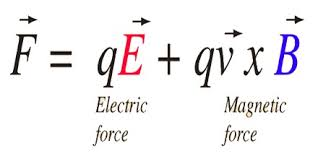 F⃗ = qE⃗ + qv⃗ x B⃗
Electric force
Magnetic force